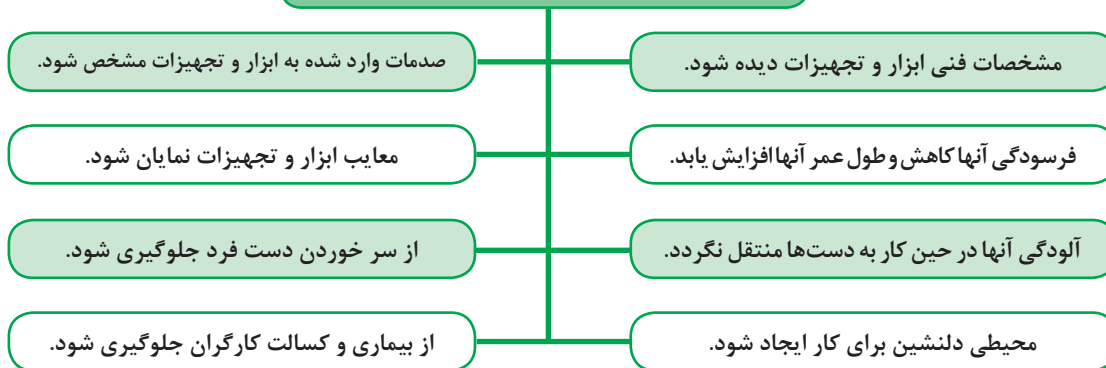 مشخصات فنی ابزار و تجهیزات دیده شود.
صدمات وارد شده به ابزار و تجهیزات مشخص شود.
فرسودگی آنها کاهش و طول عمر آنها افزایش یابد.
معایب ابزار و تجهیزات نمایان شود.
آلودگی آنها در حین کار به دست‌ها منتقل نگردد.
از سر خوردن دست فرد جلوگیری شود.
محیطی دلنشین برای کار ایجاد شود.
از بیماری و کسالت کارگران جلوگیری شود.